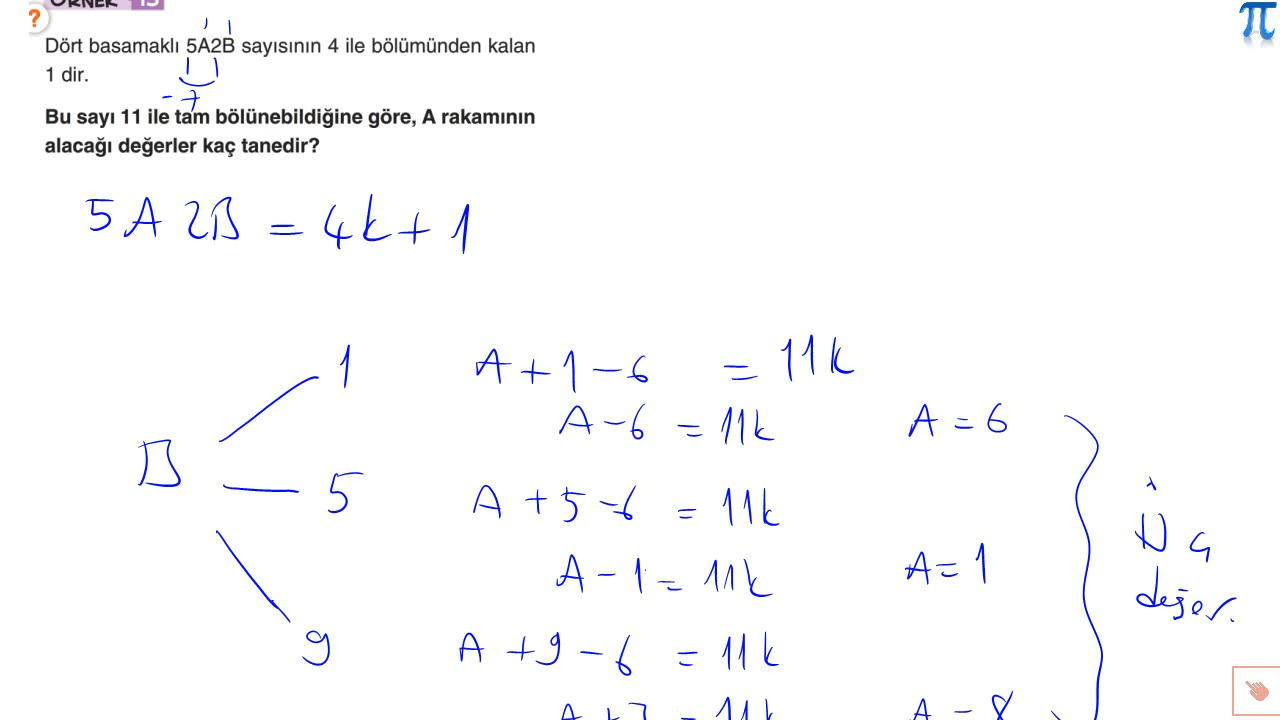 ÖRNEK 13
?
π
Dört basamaklı 5A2B sayısının 4 ile bölümünden kalan
1 dir.
- 7
Bu sayı 11 ile tam bölünebildiğine göre, A rakamının
alacağı değerler kaç tanedir?
5A2B = 4k+1
B
1
A+1-6 = 11k
A-6 = 11k
A = 6
5
A+5-6 = 11k
A-1 = 11k
A=1
9
A+9-6 = 11k
A+3 = 11k
A = 8
Üç
değer.